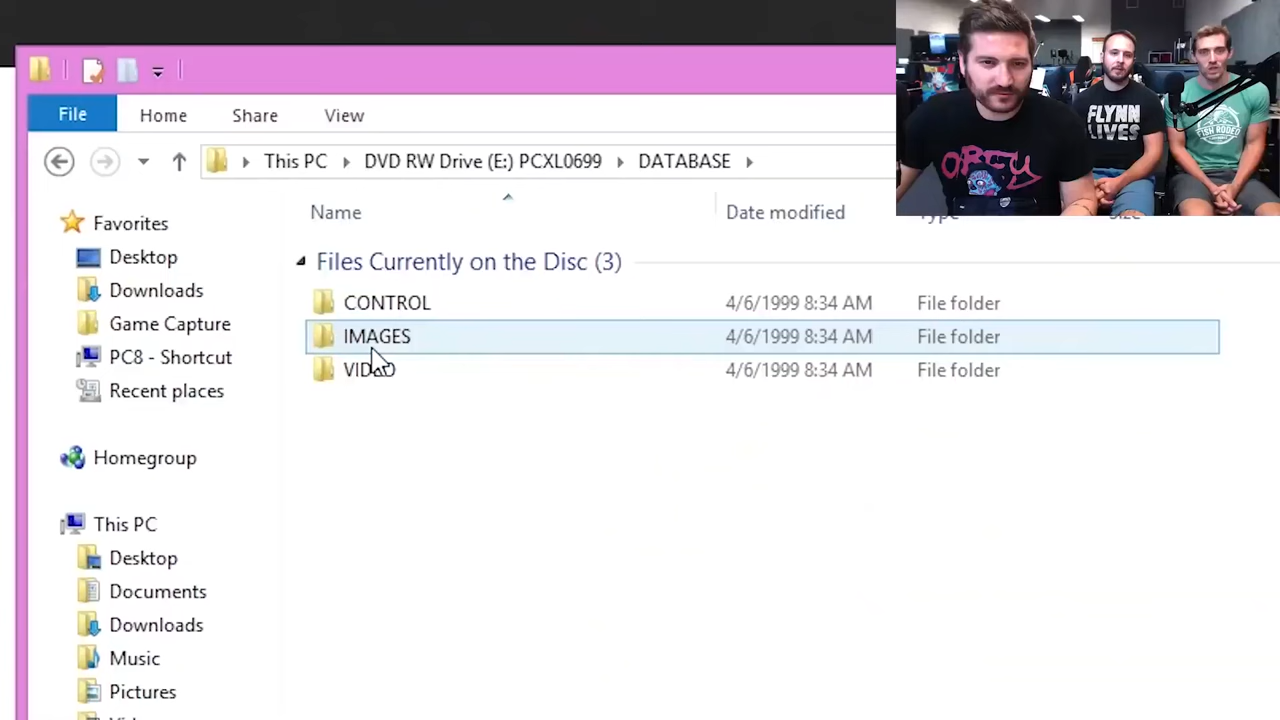 File Home Share View
This PC DVD RW Drive (E:) PCXL0699 DATABASE
Name Date modified Type Size
Favorites
Desktop
Downloads
Game Capture
PC8 - Shortcut
Recent places
Homegroup
This PC
Desktop
Documents
Downloads
Music
Pictures
Files Currently on the Disc (3)
CONTROL 4/6/1999 8:34 AM File folder
IMAGES 4/6/1999 8:34 AM File folder
VIDEO 4/6/1999 8:34 AM File folder
FLYNN
LIVES